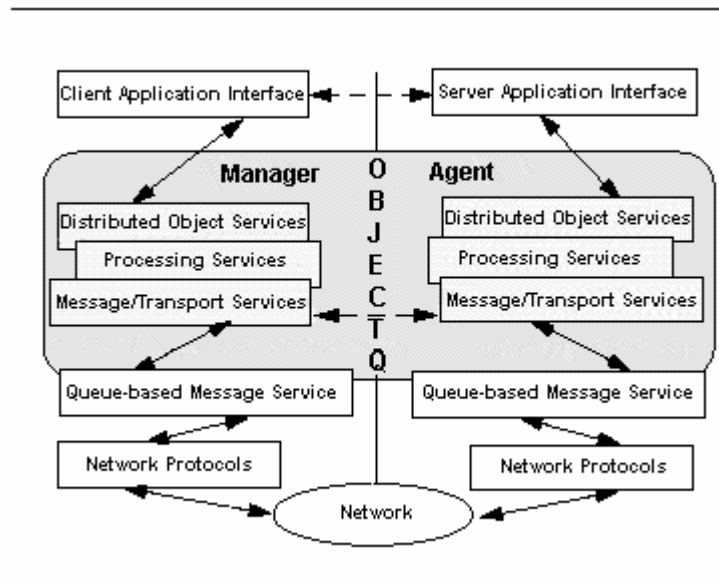 Client Application Interface
Server Application Interface
Manager
OBJECTQ
Agent
Distributed Object Services
Processing Services
Message/Transport Services
Distributed Object Services
Processing Services
Message/Transport Services
Queue-based Message Service
Queue-based Message Service
Network Protocols
Network Protocols
Network